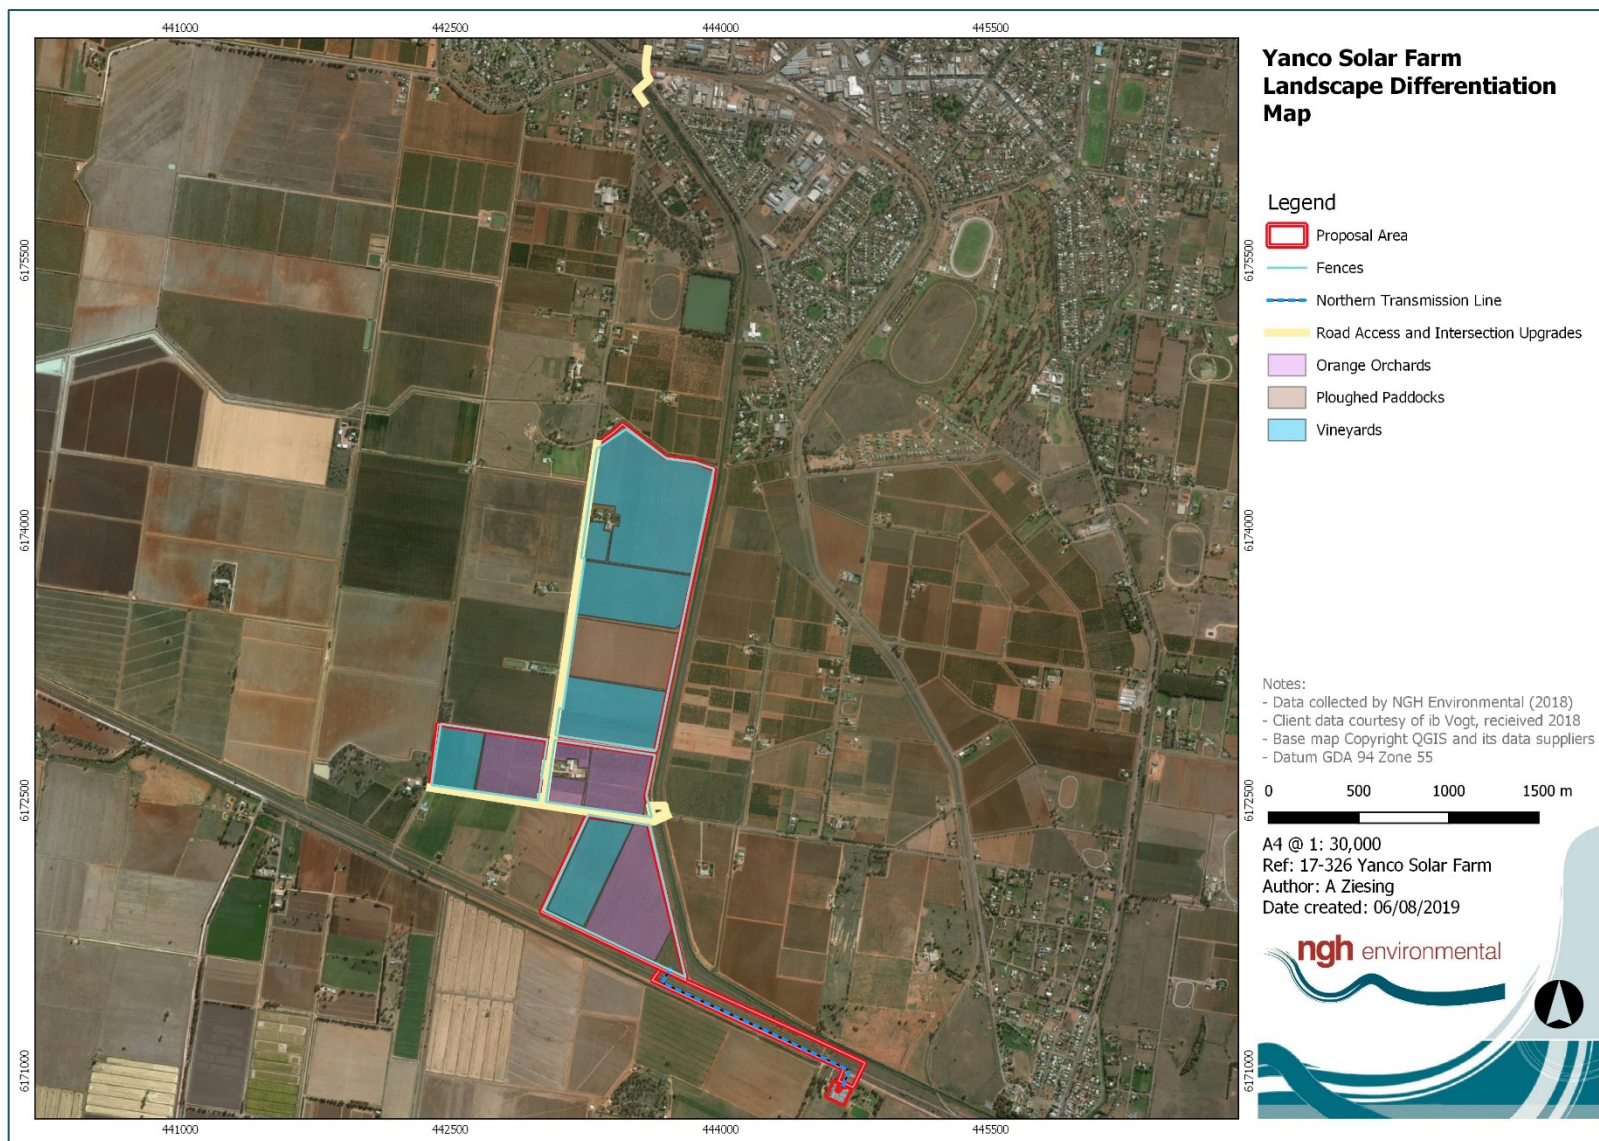 441000
442500
444000
445500
6175500
6174000
6172500
6171000
6175500
6174000
6172500
6171000
441000
442500
444000
445500
Yanco Solar Farm
Landscape Differentiation
Map
Legend
Proposal Area
Fences
Northern Transmission Line
Road Access and Intersection Upgrades
Orange Orchards
Ploughed Paddocks
Vineyards
Notes:
- Data collected by NGH Environmental (2018)
- Client data courtesy of ib Vogt, recieived 2018
- Base map Copyright QGIS and its data suppliers
- Datum GDA 94 Zone 55
0 500 1000 1500 m
A4 @ 1: 30,000
Ref: 17-326 Yanco Solar Farm
Author: A Ziesing
Date created: 06/08/2019
ngh environmental